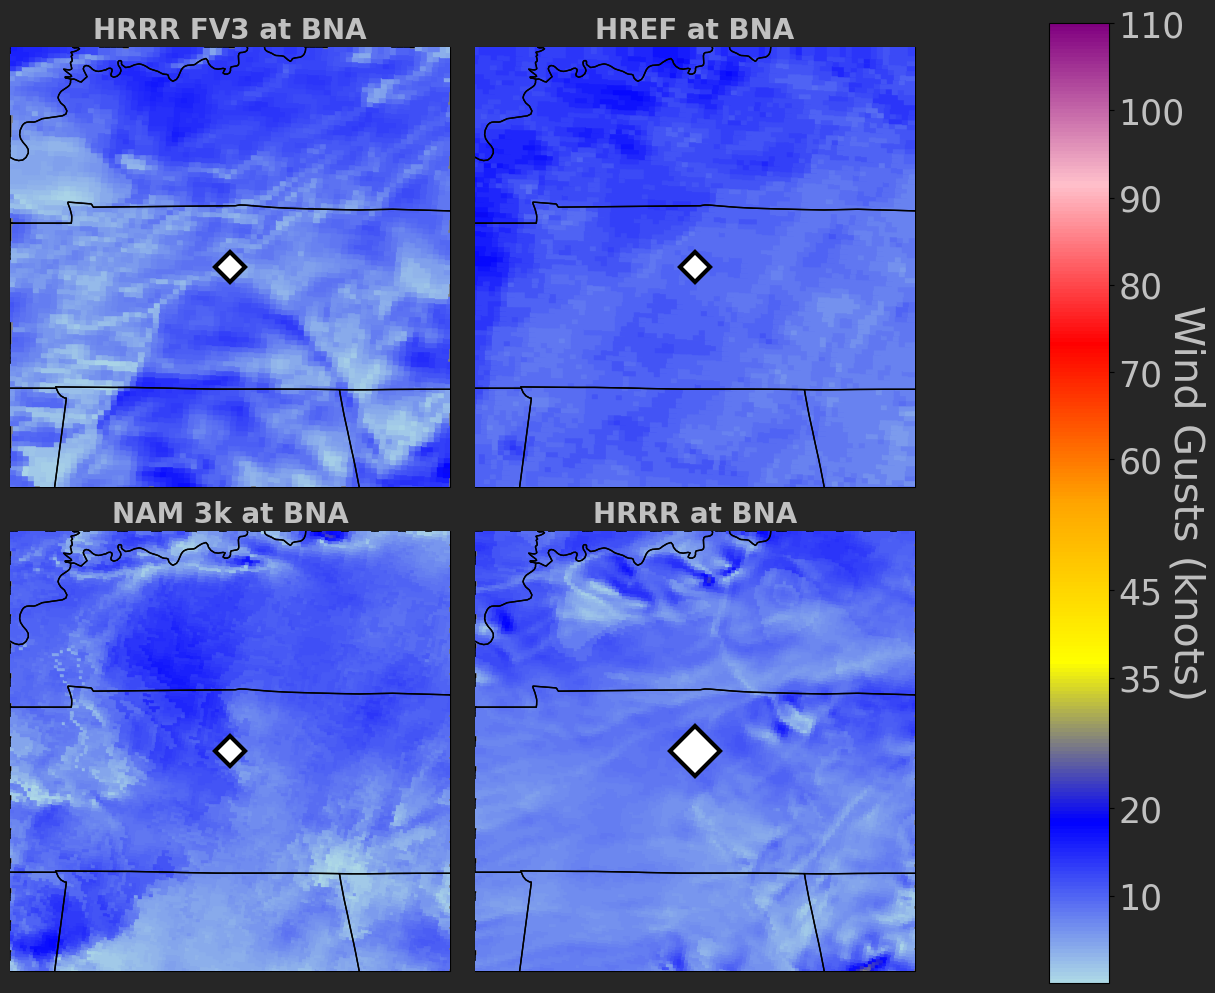 HRRR FV3 at BNA
HREF at BNA
NAM 3k at BNA
HRRR at BNA
110
100
90
80
70
60
45
35
20
10
Wind Gusts (knots)